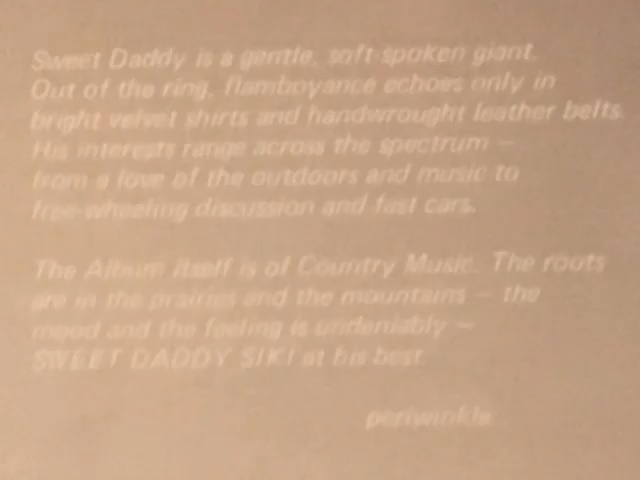 Sweet Daddy is a gentle, soft-spoken giant.
Out of the ring, flamboyance echoes only in
bright velvet shirts and handwrought leather belts.
His interests range across the spectrum –
from a love of the outdoors and music to
free-wheeling discussion and fast cars.
The Album itself is of Country Music. The roots
are in the prairies and the mountains – the
mood and the feeling is undeniably –
SWEET DADDY SIKI at his best.
periwinkle